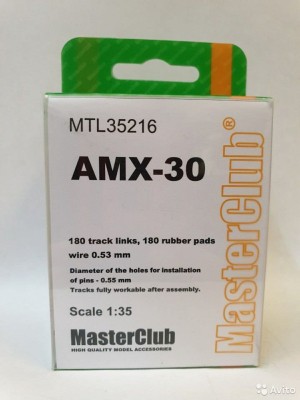 MTL35216
AMX-30
180 track links, 180 rubber pads
wire 0.53 mm
Diameter of the holes for installation
of pins - 0.55 mm
Tracks fully workable after assembly.
Scale 1:35
MasterClub
HIGH QUALITY MODEL ACCESSORIES
MasterClub®
Avito